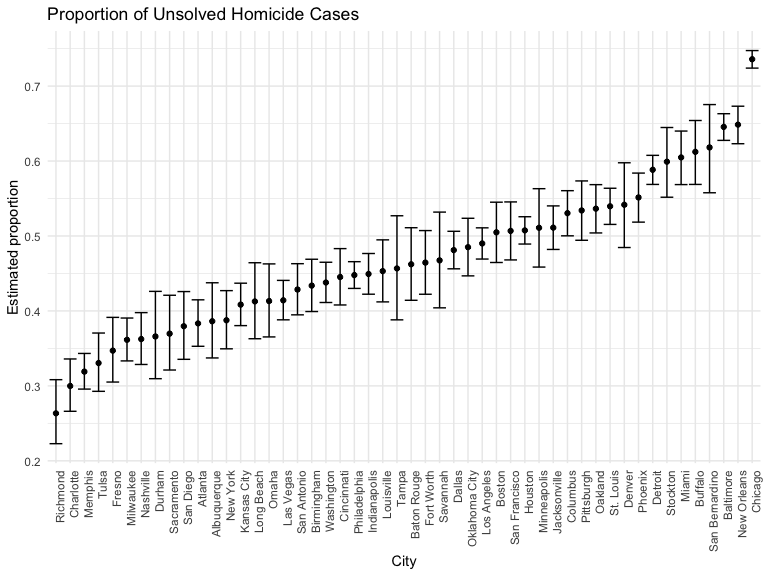 Proportion of Unsolved Homicide Cases
Estimated proportion
0.7
0.6
0.5
0.4
0.3
0.2
Richmond
Charlotte
Memphis
Tulsa
Fresno
Milwaukee
Nashville
Durham
Sacramento
San Diego
Atlanta
Albuquerque
New York
Kansas City
Long Beach
Omaha
Las Vegas
San Antonio
Birmingham
Washington
Cincinnati
Philadelphia
Indianapolis
Louisville
Tampa
Baton Rouge
Fort Worth
Savannah
Dallas
Oklahoma City
Los Angeles
Boston
San Francisco
Houston
Minneapolis
Jacksonville
Columbus
Pittsburgh
Oakland
St. Louis
Denver
Phoenix
Detroit
Stockton
Miami
Buffalo
San Bernardino
Baltimore
New Orleans
Chicago
City